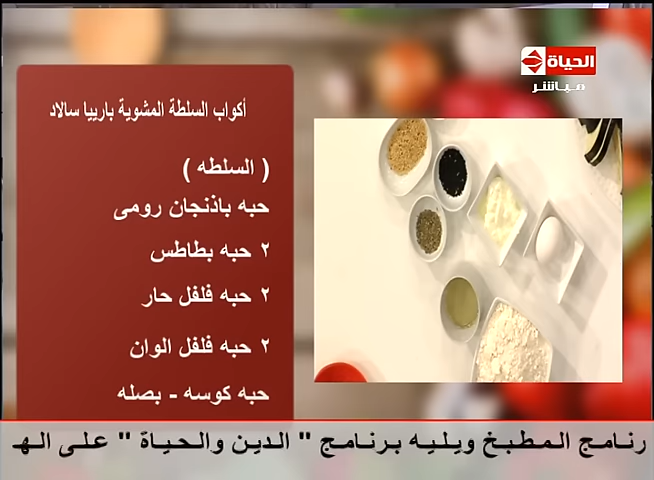 الحياة
مباشر
أكواب السلطة المشوية باربيا سالاد
( السلطه )
حبه باذنجان رومى
٢ حبه بطاطس
٢ حبه فلفل حار
٢ حبه فلفل الوان
حبه كوسه - بصله
رنامج المطبخ ويليه برنامج " الدين والحياة " على الهـ